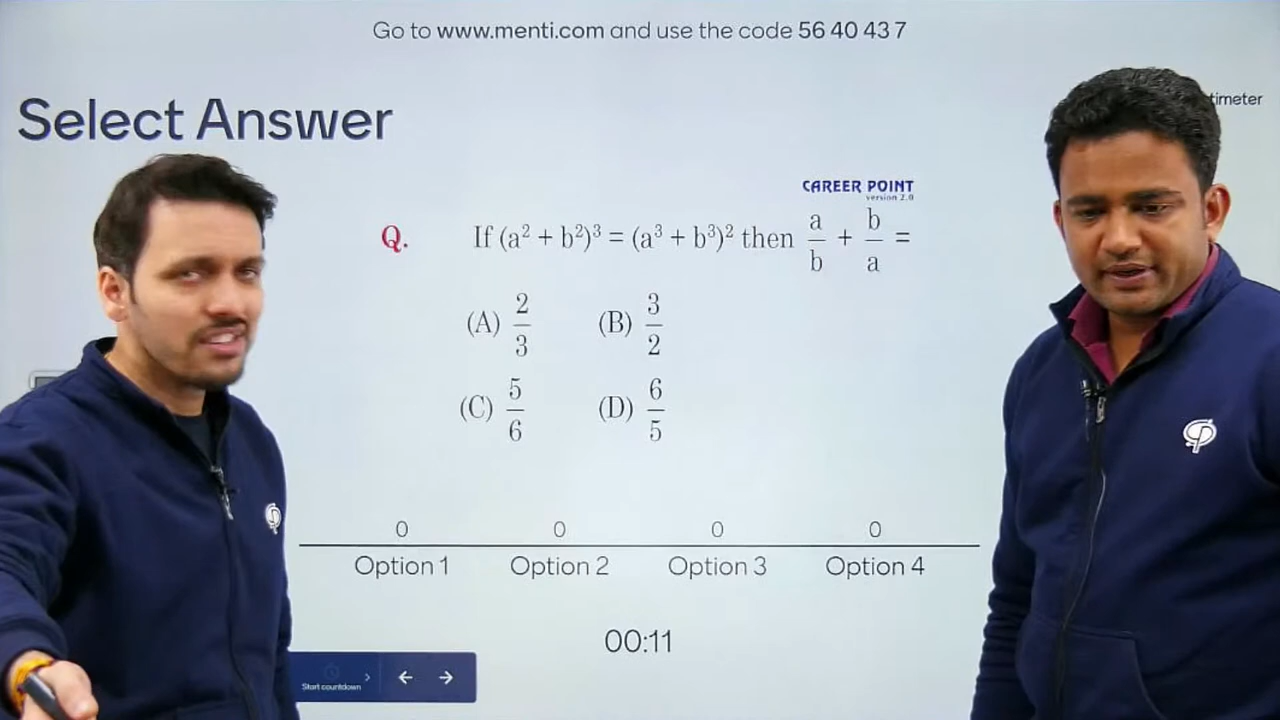 Go to www.menti.com and use the code 56 40 43 7
timeter
Select Answer
CAREER POINT
version 2.0
Q. If (a² + b²)³ = (a³ + b³)² then a/b + b/a =
(A) 2/3 (B) 3/2
(C) 5/6 (D) 6/5
0 0 0 0
Option 1 Option 2 Option 3 Option 4
00:11
Start countdown